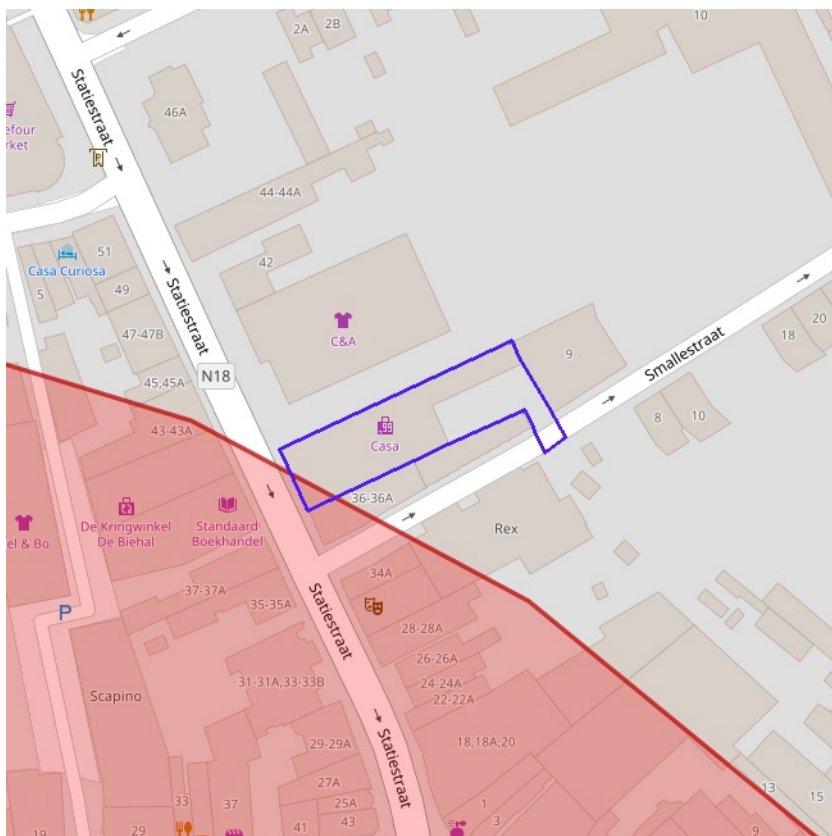 2A
2B
10
46A
Statiestraat
efour
rket
P
44-44A
51
Casa Curiosa
42
5
49
Statiestraat
47-47B
C&A
N18
45,45A
9
Smallestraat
18
20
8
10
43-43A
Casa
99
36-36A
De Kringwinkel
De Biehal
Standaard
Boekhandel
el & Bo
Rex
34A
37-37A
35-35A
P
Statiestraat
28-28A
26-26A
24-24A
22-22A
31-31A,33-33B
Scapino
18,18A,20
29-29A
Statiestraat
27A
25A
33
37
41
43
1
3
13
15
19
29
9